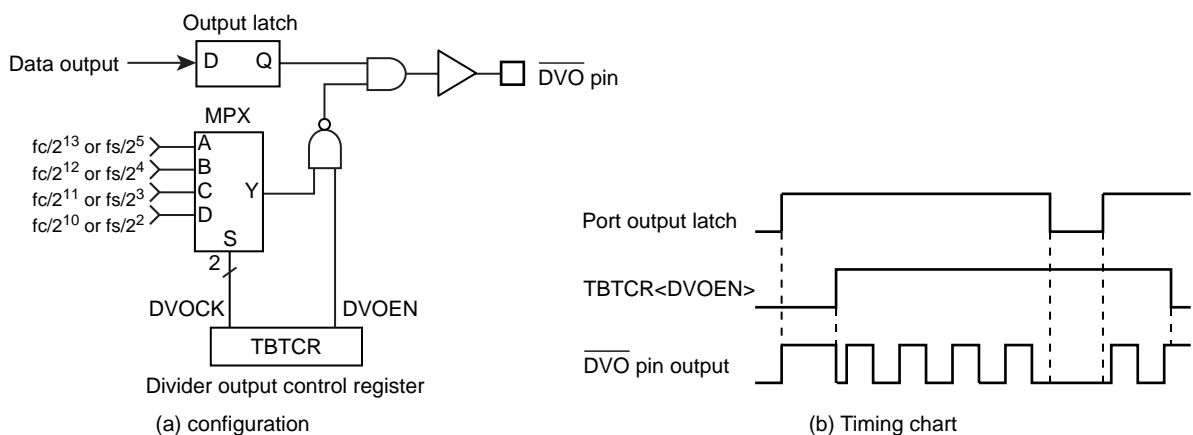 Output latch
Data output
D Q
DVO pin
MPX
fc/2^13 or fs/2^5
A
fc/2^12 or fs/2^4
B
fc/2^11 or fs/2^3
C
Y
fc/2^10 or fs/2^2
D
S
2
DVOCK
DVOEN
TBTCR
Divider output control register
(a) configuration
Port output latch
TBTCR<DVOEN>
DVO pin output
(b) Timing chart